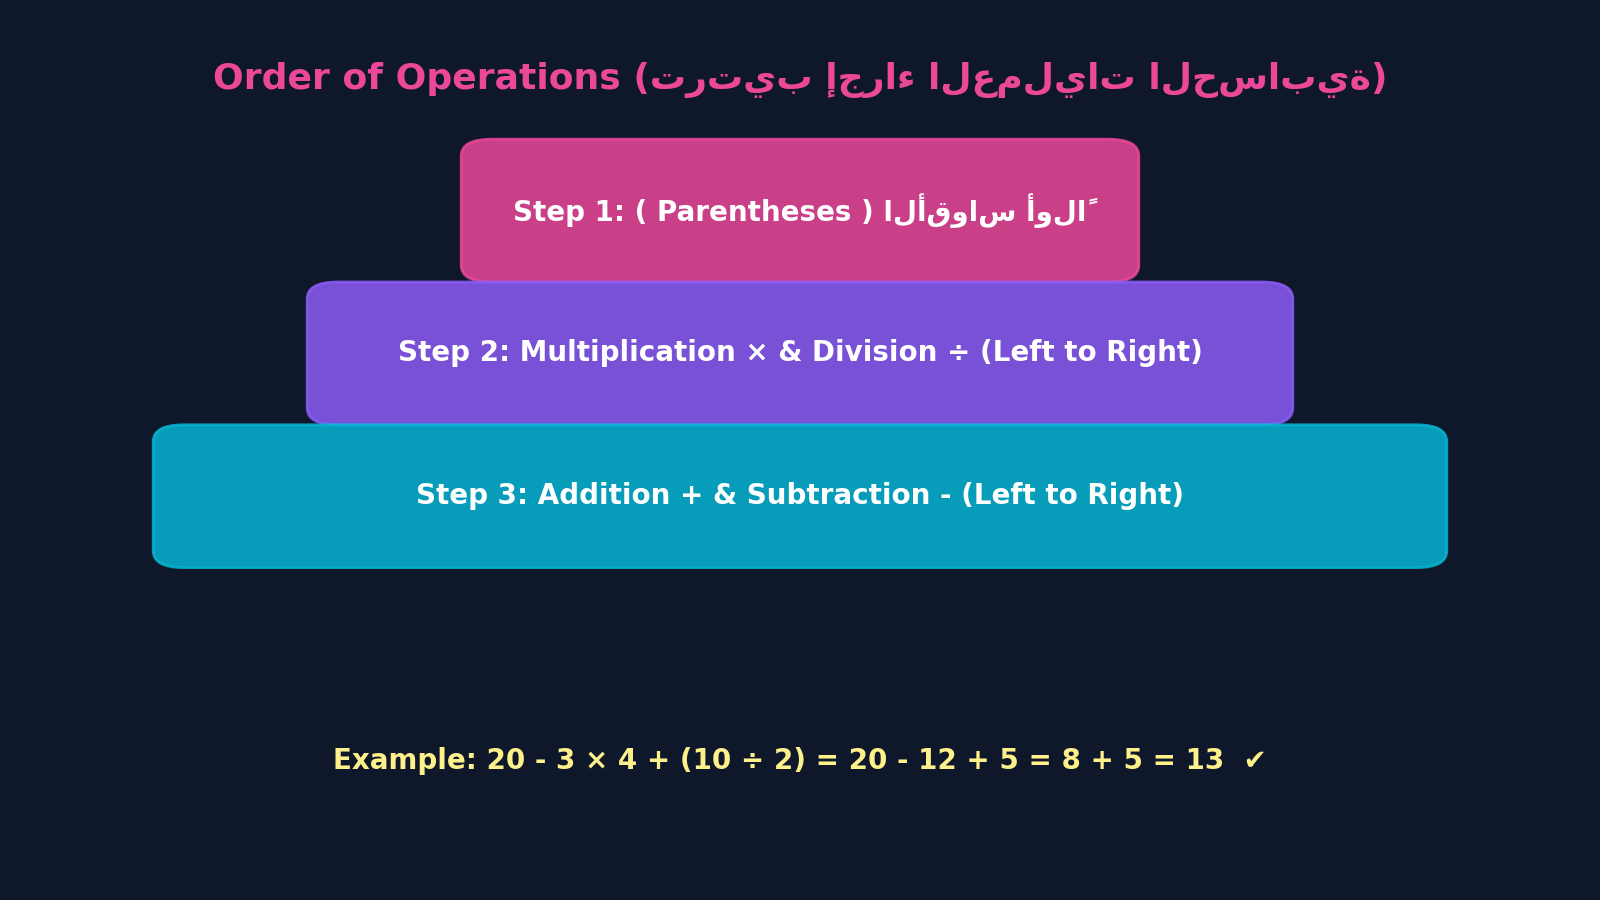 Order of Operations (ترتيب إجراء العمليات الحسابية)
Step 1: ( Parentheses ) الأقواس أولاً
Step 2: Multiplication × & Division ÷ (Left to Right)
Step 3: Addition + & Subtraction - (Left to Right)
Example: 20 - 3 × 4 + (10 ÷ 2) = 20 - 12 + 5 = 8 + 5 = 13 ✔